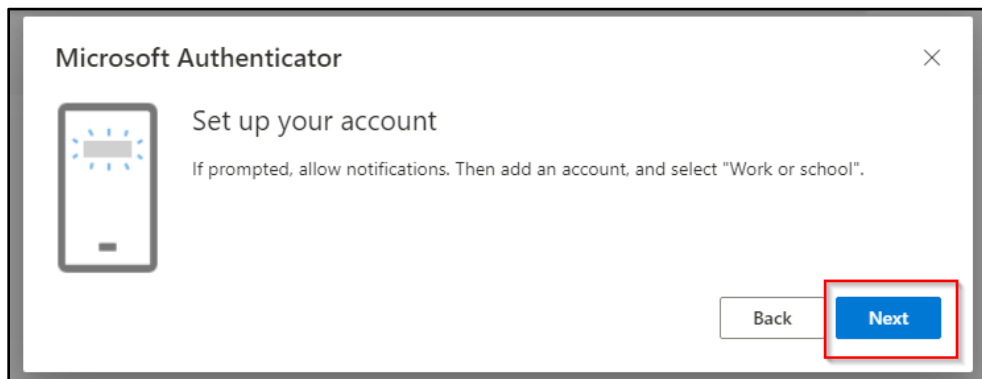 Microsoft Authenticator
Set up your account
If prompted, allow notifications. Then add an account, and select "Work or school".
Back
Next